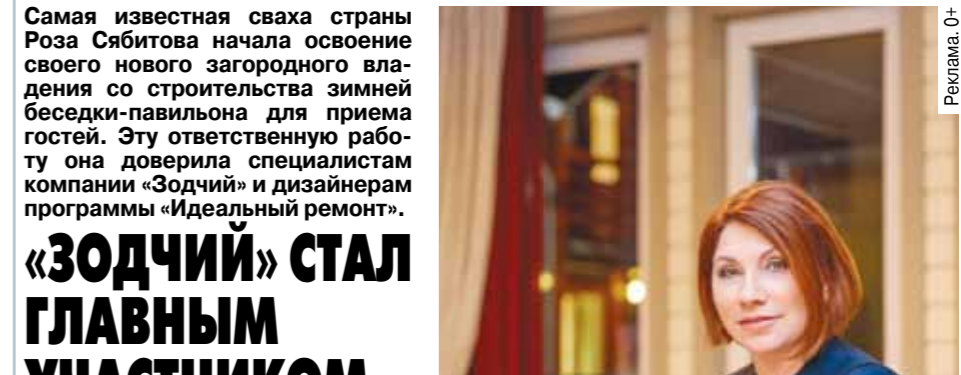 Самая известная сваха страны
Роза Сябитова начала освоение
своего нового загородного вла-
дения со строительства зимней
беседки-павильона для приема
гостей. Эту ответственную рабо-
ту она доверила специалистам
компании «Зодчий» и дизайнерам
программы «Идеальный ремонт».
«ЗОДЧИЙ» СТАЛ
ГЛАВНЫМ
УЧАСТНИКОМ
Реклама. 0+